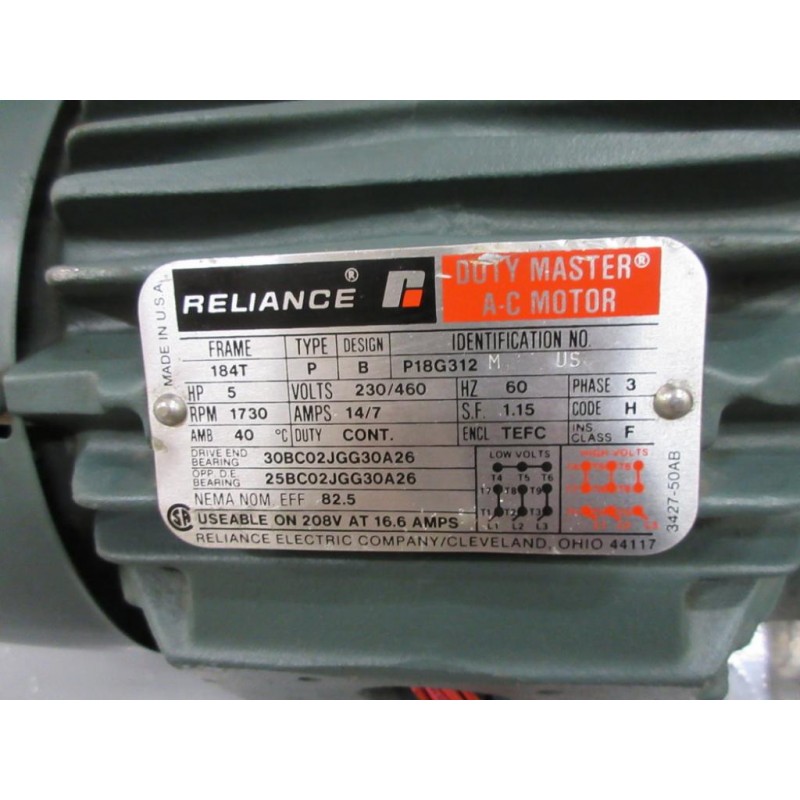 MADE IN U.S.A.
RELIANCE®
DUTY MASTER®
A-C MOTOR
FRAME TYPE DESIGN IDENTIFICATION NO.
184T P B P18G312 M US
HP 5 VOLTS 230/460 HZ 60 PHASE 3
RPM 1730 AMPS 14/7 S.F. 1.15 CODE H
AMB 40 °C DUTY CONT. ENCL TEFC INS CLASS F
DRIVE END BEARING 30BC02JGG30A26
OPP. D.E. BEARING 25BC02JGG30A26
NEMA NOM. EFF 82.5
SA USEABLE ON 208V AT 16.6 AMPS
LOW VOLTS
T4 T5 T6
T7 T8 T9
T1 T2 T3
L1 L2 L3
HIGH VOLTS
RELIANCE ELECTRIC COMPANY/CLEVELAND, OHIO 44117
3427-50AB